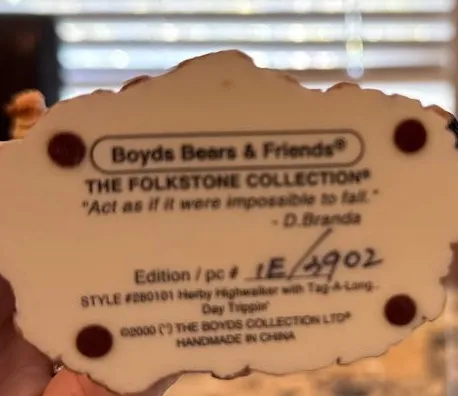 Boyds Bears & Friends®
THE FOLKSTONE COLLECTION®
"Act as if it were impossible to fail."
- D.Branda
Edition / pc # 1E/3902
STYLE #280101 Herby Highwalker with Tag-A-Long..
Day Trippin'
©2000 (*) THE BOYDS COLLECTION LTD®
HANDMADE IN CHINA